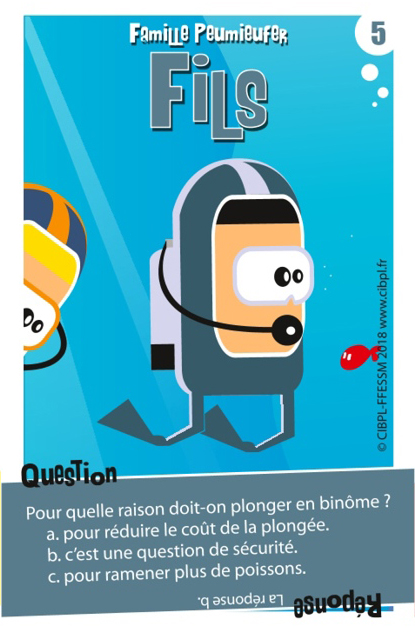 Famille Peumieufer
5
Fils
© CIBPL-FFESSM 2018 www.cibpl.fr
Question
Pour quelle raison doit-on plonger en binôme ?
a. pour réduire le coût de la plongée.
b. c'est une question de sécurité.
c. pour ramener plus de poissons.
Réponse
La réponse b.